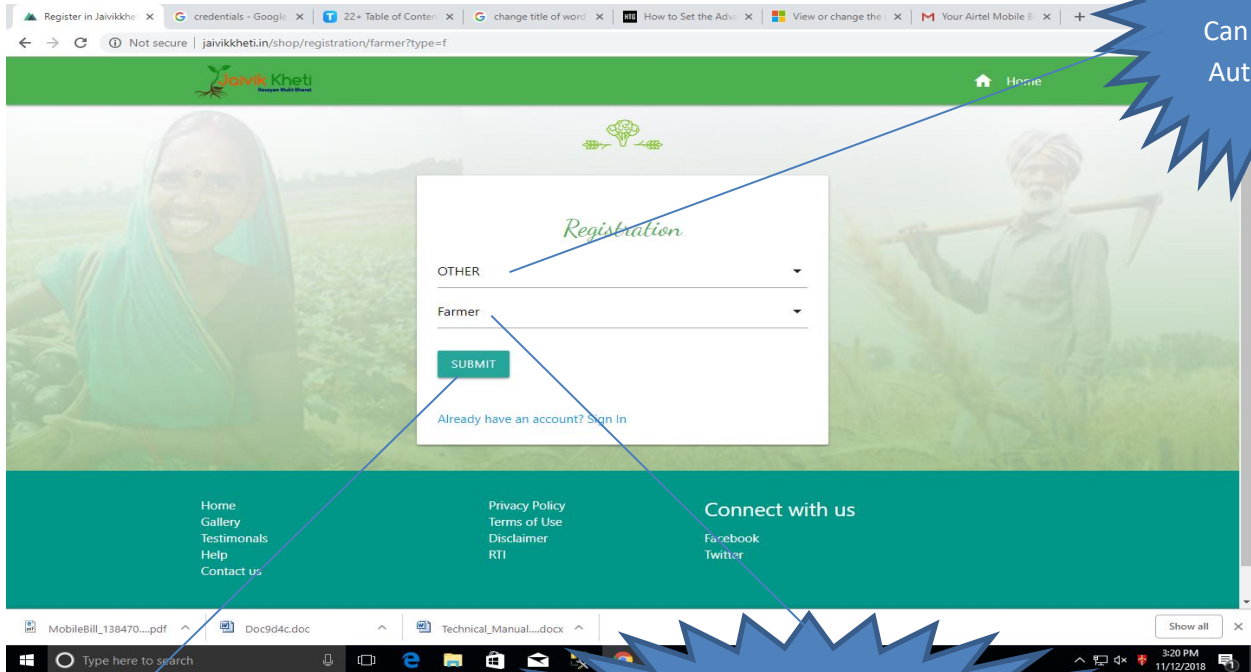 Register in Jaivikkhe
credentials - Google
22+ Table of Conten
change title of word
How to Set the Adv
View or change the
Your Airtel Mobile B
Can
Aut
Not secure | jaivikkheti.in/shop/registration/farmer?type=f
Jaivik Kheti
Rasayan Mukt Bharat
Home
Registration
OTHER
Farmer
SUBMIT
Already have an account? Sign In
Home
Gallery
Testimonals
Help
Contact us
Privacy Policy
Terms of Use
Disclaimer
RTI
Connect with us
Facebook
Twitter
MobileBill_138470....pdf
Doc9d4c.doc
Technical_Manual....docx
Show all
Type here to search
3:20 PM
11/12/2018